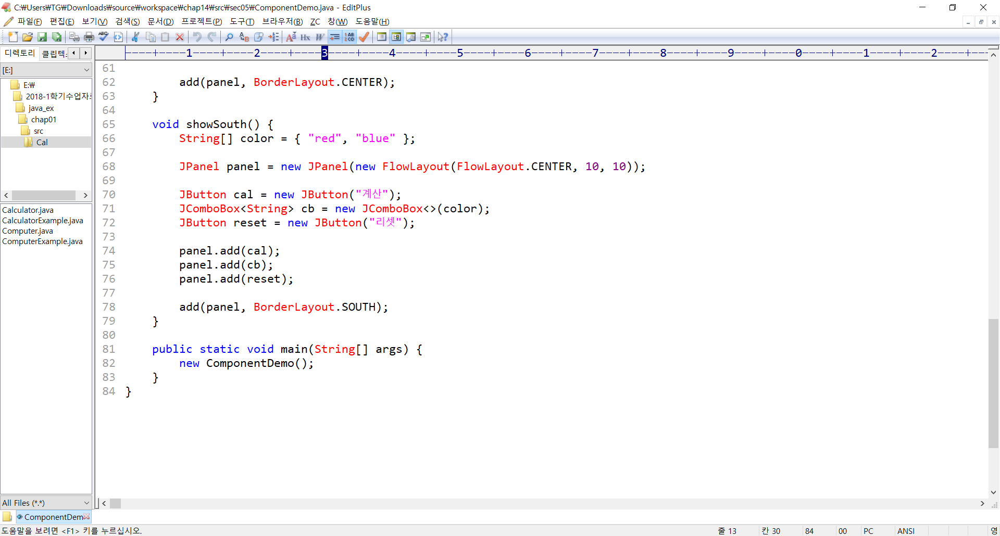 C:₩Users₩TG₩Downloads₩source₩workspace₩chap14₩src₩sec05₩ComponentDemo.java - EditPlus
파일(F) 편집(E) 보기(V) 검색(S) 문서(D) 프로젝트(P) 도구(T) 브라우저(B) ZC 창(W) 도움말(H)
디렉토리 클립텍
[E:]
E:₩
2018-1학기수업자
java_ex
chap01
src
Cal
Calculator.java
CalculatorExample.java
Computer.java
ComputerExample.java
All Files (*.*)
----+----1----+----2----+----3----+----4----+----5----+----6----+----7----+----8----+----9----+----0----+----1----+----2----+--
61
62         add(panel, BorderLayout.CENTER);
63     }
64
65     void showSouth() {
66         String[] color = { "red", "blue" };
67
68         JPanel panel = new JPanel(new FlowLayout(FlowLayout.CENTER, 10, 10));
69
70         JButton cal = new JButton("계산");
71         JComboBox<String> cb = new JComboBox<>(color);
72         JButton reset = new JButton("리셋");
73
74         panel.add(cal);
75         panel.add(cb);
76         panel.add(reset);
77
78         add(panel, BorderLayout.SOUTH);
79     }
80
81     public static void main(String[] args) {
82         new ComponentDemo();
83     }
84 }
ComponentDem
도움말을 보려면 <F1> 키를 누르십시오. 줄 13 칸 30 84 00 PC ANSI 영